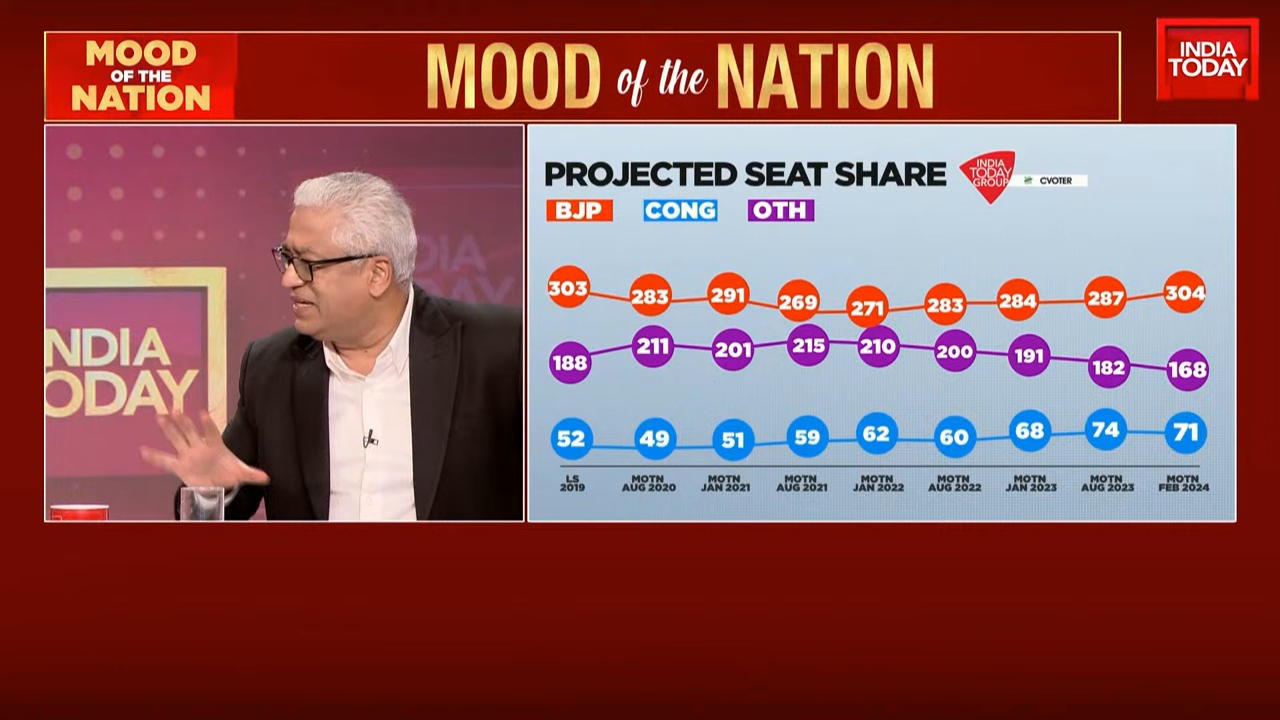 MOOD
OF THE
NATION
MOOD of the NATION
INDIA
TODAY
INDIA
TODAY
NDIA
ODAY
DIA
PROJECTED SEAT SHARE
INDIA
TODAY
GROUP
CVOTER
BJP CONG OTH
303 283 291 269 271 283 284 287 304
188 211 201 215 210 200 191 182 168
52 49 51 59 62 60 68 74 71
LS MOTN MOTN MOTN MOTN MOTN MOTN MOTN MOTN
2019 AUG 2020 JAN 2021 AUG 2021 JAN 2022 AUG 2022 JAN 2023 AUG 2023 FEB 2024